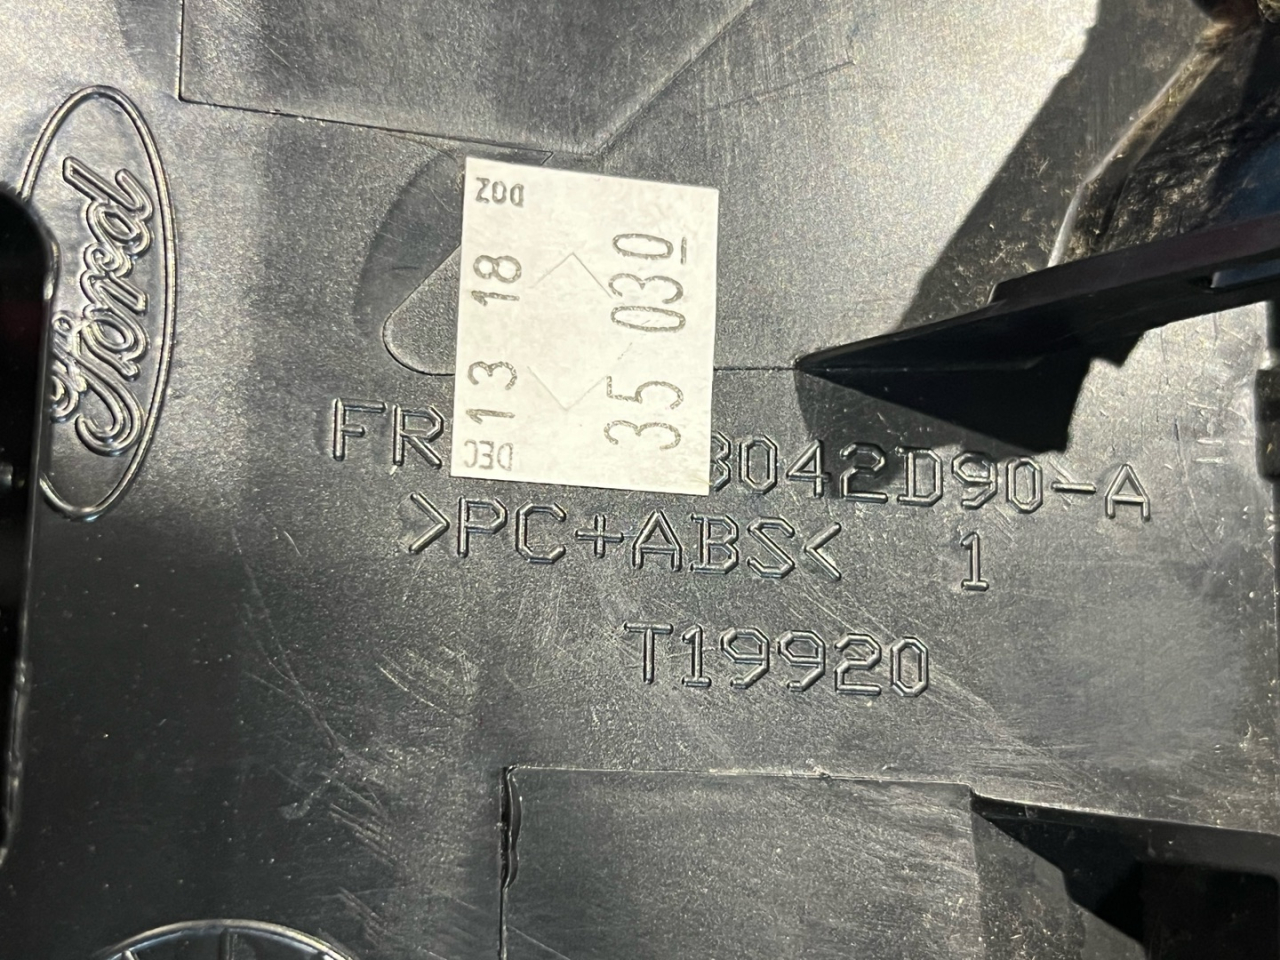 Ford
DOZ
DEC 13 18
35 030
FR 3042D90-A
>PC+ABS< 1
T19920